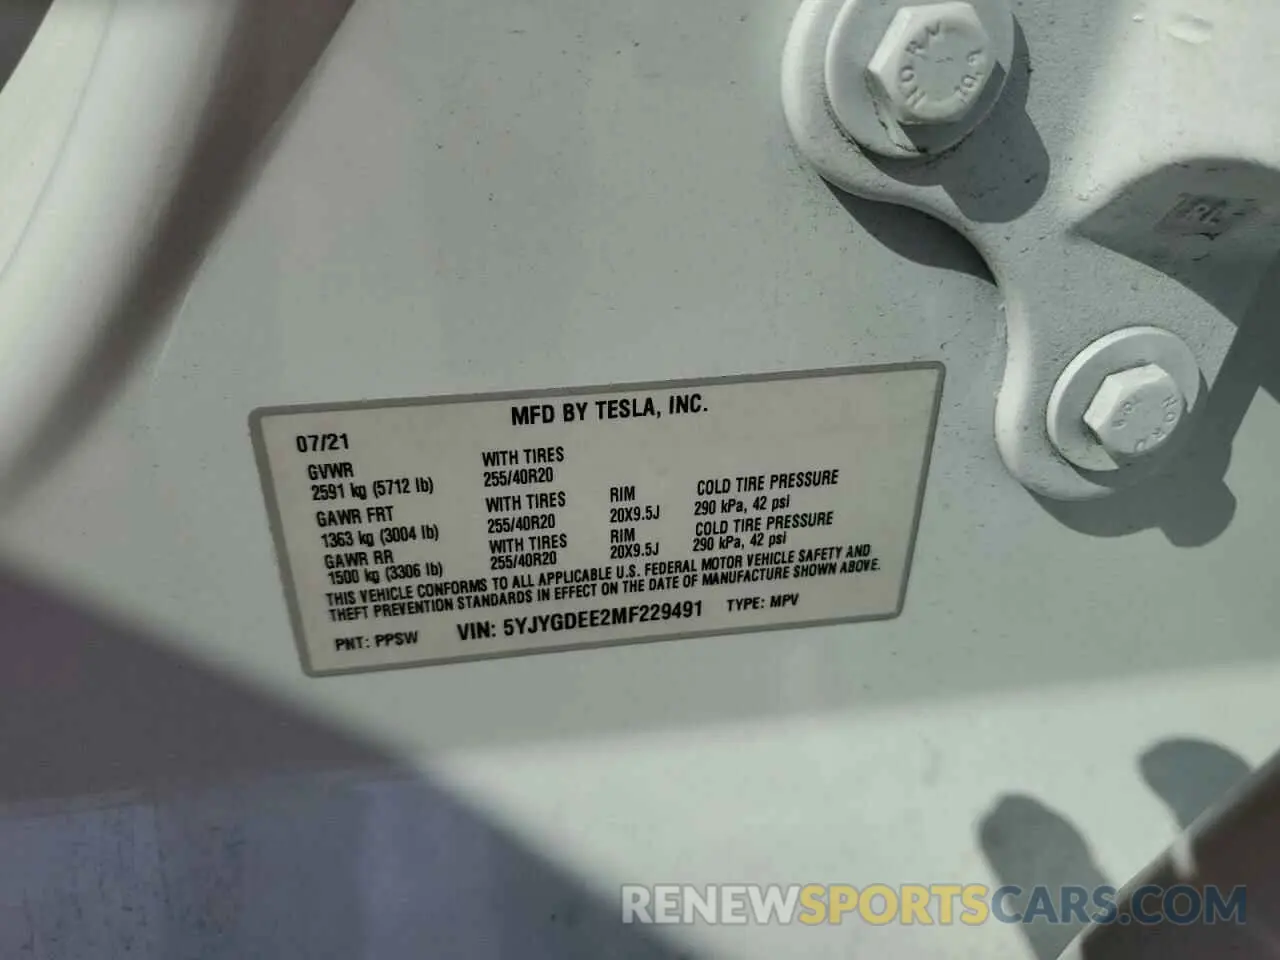 MFD BY TESLA, INC.
07/21
GVWR
2591 kg (5712 lb)
WITH TIRES
255/40R20
GAWR FRT
1363 kg (3004 lb)
WITH TIRES
255/40R20
RIM
20X9.5J
COLD TIRE PRESSURE
290 kPa, 42 psi
GAWR RR
1500 kg (3306 lb)
WITH TIRES
255/40R20
RIM
20X9.5J
COLD TIRE PRESSURE
290 kPa, 42 psi
THIS VEHICLE CONFORMS TO ALL APPLICABLE U.S. FEDERAL MOTOR VEHICLE SAFETY AND
THEFT PREVENTION STANDARDS IN EFFECT ON THE DATE OF MANUFACTURE SHOWN ABOVE.
PNT: PPSW VIN: 5YJYGDEE2MF229491 TYPE: MPV
RENEWSPORTSCARS.COM